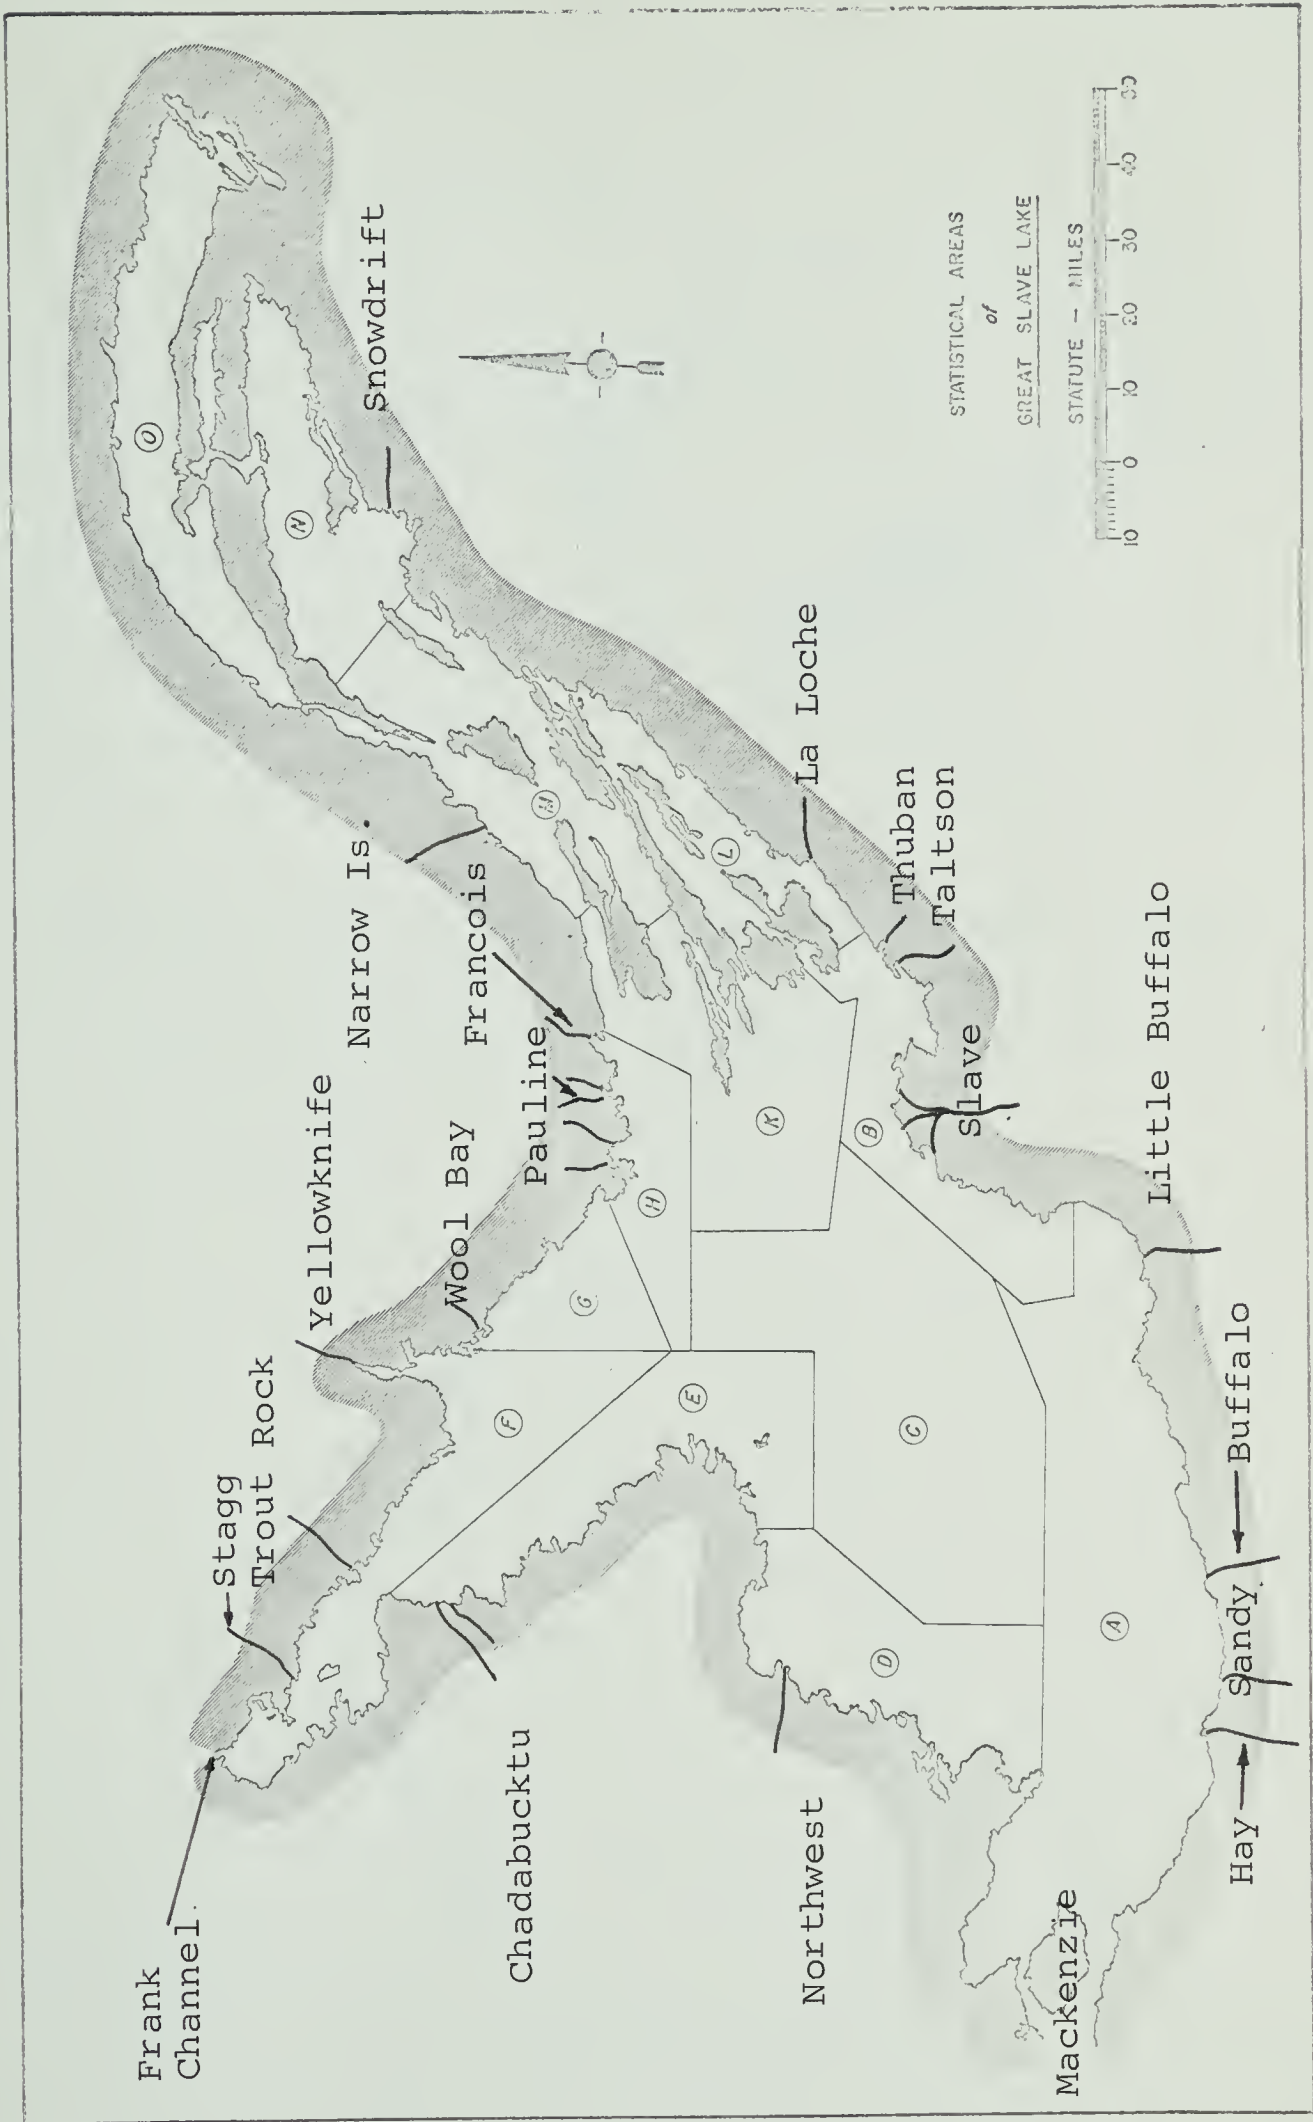 Frank
Channel
Stagg
Trout Rock
Yellowknife
Wool Bay
Narrow Is.
Francois
Pauline
Snowdrift
Chadabucktu
Northwest
Mackenzie
Hay
Sandy
Buffalo
Little Buffalo
Slave
Thuban
Taltson
La Loche
O
N
M
L
K
H
G
F
E
D
C
B
A
STATISTICAL AREAS
of
GREAT SLAVE LAKE
STATUTE - MILES
10 0 10 20 30 40 50